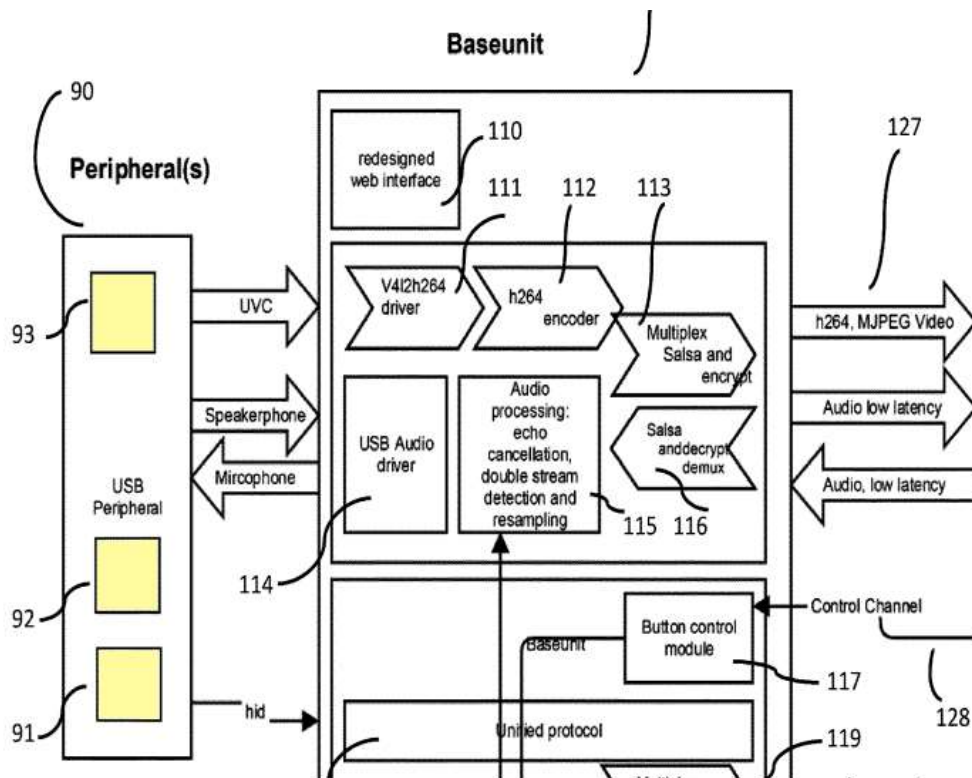 Baseunit
90
127
Peripheral(s)
110
redesigned
web interface
111
112
113
V4l2h264
driver
h264
encoder
Multiplex
Salsa and
encrypt
93
UVC
h264, MJPEG Video
Speakerphone
Audio low latency
Mircophone
Audio, low latency
USB Audio
driver
Audio
processing:
echo
cancellation,
double stream
detection and
resampling
Salsa
anddecrypt
demux
USB
Peripheral
115
116
114
92
Control Channel
Baseunit
Button control
module
117
128
91
hid
Unified protocol
119